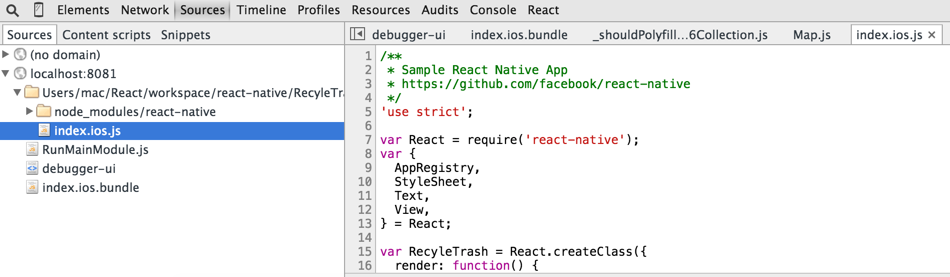 Elements Network Sources Timeline Profiles Resources Audits Console React
Sources Content scripts Snippets
(no domain)
localhost:8081
Users/mac/React/workspace/react-native/RecyleTra
node_modules/react-native
index.ios.js
RunMainModule.js
debugger-ui
index.ios.bundle
debugger-ui index.ios.bundle _shouldPolyfill...6Collection.js Map.js index.ios.js ×
1 /**
2 * Sample React Native App
3 * https://github.com/facebook/react-native
4 */
5 'use strict';
6
7 var React = require('react-native');
8 var {
9 AppRegistry,
10 StyleSheet,
11 Text,
12 View,
13 } = React;
14
15 var RecyleTrash = React.createClass({
16 render: function() {